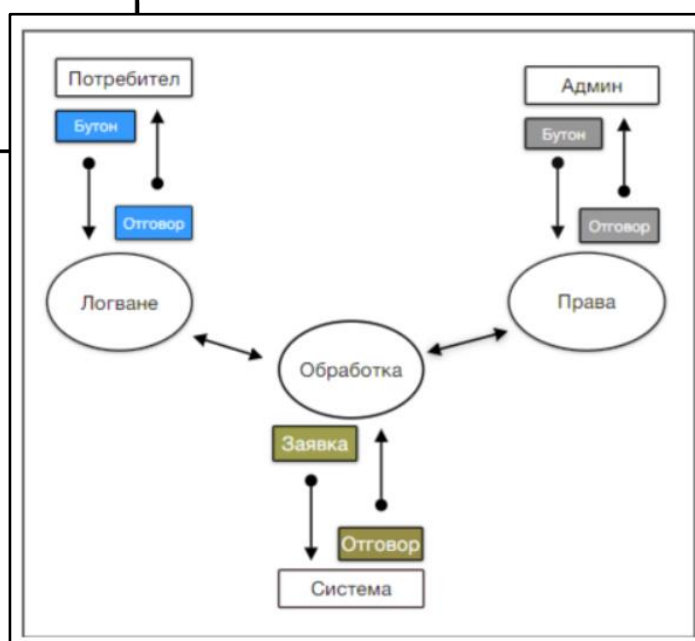 Потребител
Админ
Бутон
Бутон
Отговор
Отговор
Логване
Права
Обработка
Заявка
Отговор
Система